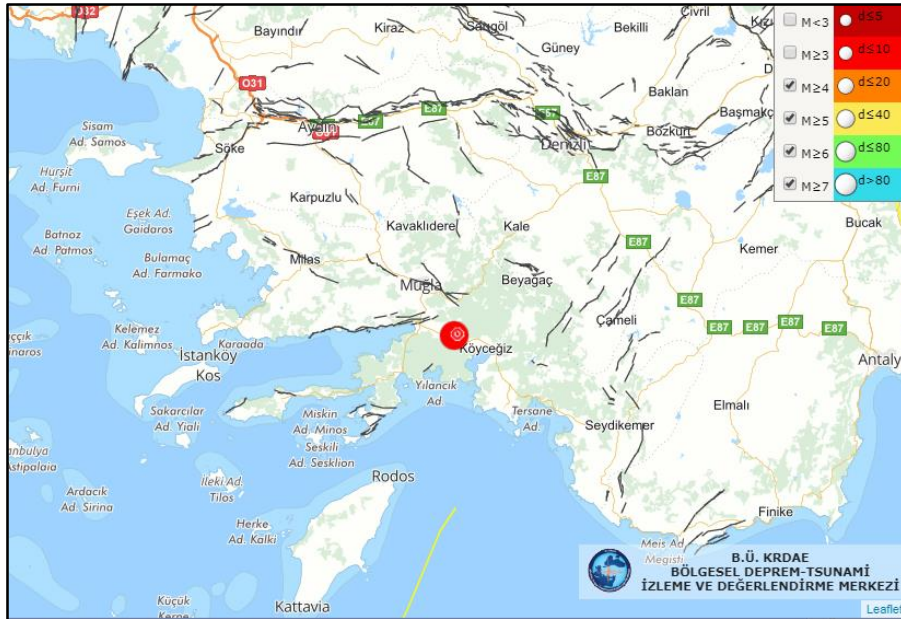 O32
Bayındır
Kiraz
Sarıgöl
Bekilli
Çivril
Güney
O31
E87
E87
E87
Baklan
Aydın
Başmakçı
Bozkurt
Denizli
Sisam
Ad. Samos
Söke
E87
Hurşit
Ad. Furni
Karpuzlu
Kavaklıdere
Kale
Bucak
Eşek Ad.
Gaidaros
Batnoz
Ad. Patmos
E87
Kemer
Bulamaç
Ad. Farmako
Milas
Muğla
Beyağaç
E87
Çameli
E87
E87
E87
E87
Kelemez
Ad. Kalimnos
Karaada
İstanköy
Kos
Köyceğiz
Antaly
Yılancık
Ad
Elmalı
Sakarcılar
Ad. Yiali
Miskin
Ad. Minos
Seskili
Ad. Sesklion
Tersane
Ad.
Seydikemer
Astipalaia
İleki Ad.
Tilos
Rodos
Ardacık
Ad. Sirina
Finike
Herke
Ad. Kalki
Meis Ad
Megisti
Kattavia
Küçük
M<3
d≤5
M≥3
d≤10
M≥4
d≤20
M≥5
d≤40
M≥6
d≤80
M≥7
d>80
B.Ü. KRDAE
BÖLGESEL DEPREM-TSUNAMİ
İZLEME VE DEĞERLENDİRME MERKEZİ
Leaflet